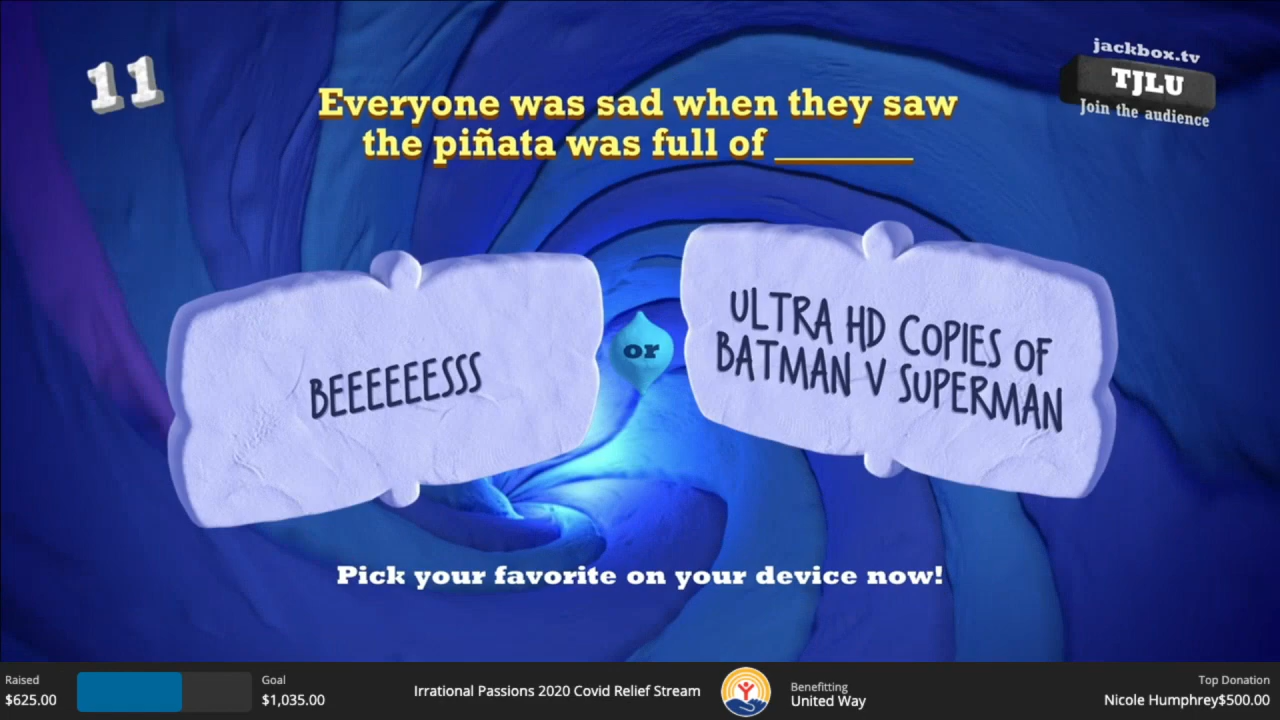 11
jackbox.tv
TJLU
Join the audience
Everyone was sad when they saw
the piñata was full of _______
BEEEEEESSS
or
ULTRA HD COPIES OF
BATMAN V SUPERMAN
Pick your favorite on your device now!
Raised
$625.00
Goal
$1,035.00
Irrational Passions 2020 Covid Relief Stream
Benefitting
United Way
Top Donation
Nicole Humphrey$500.00